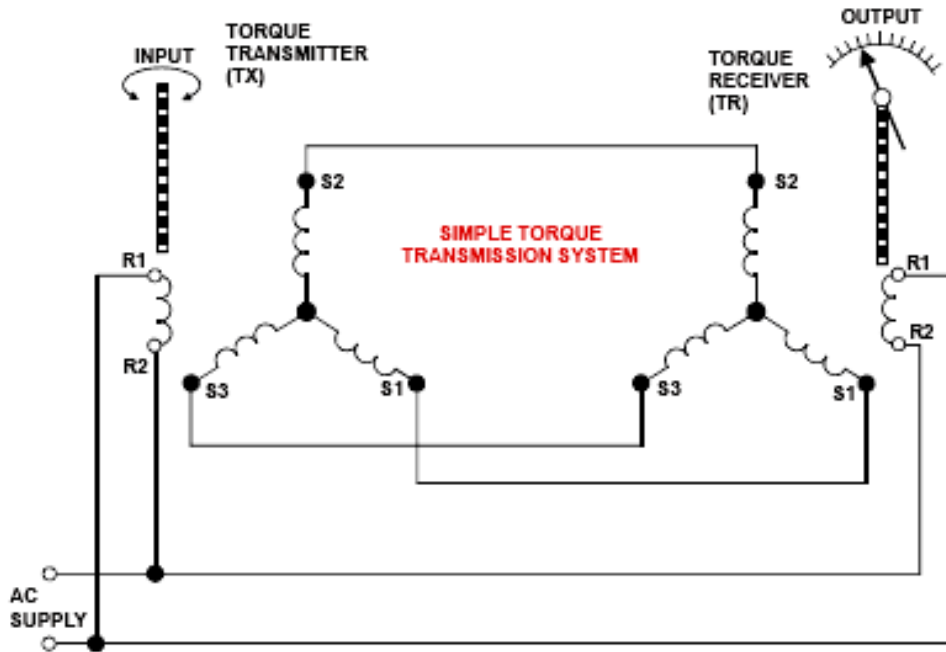 INPUT
TORQUE
TRANSMITTER
(TX)
OUTPUT
TORQUE
RECEIVER
(TR)
S2
S2
SIMPLE TORQUE
TRANSMISSION SYSTEM
R1
R1
R2
R2
S3
S1
S3
S1
AC
SUPPLY